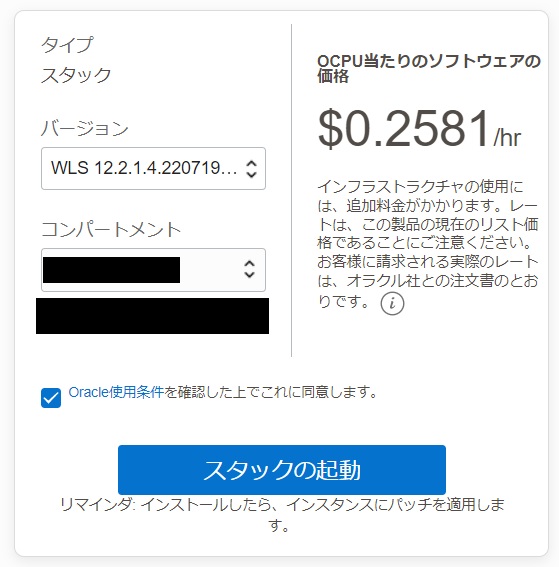 タイプ
スタック
バージョン
WLS 12.2.1.4.220719...
コンパートメント
OCPU当たりのソフトウェアの
価格
$0.2581/hr
インフラストラクチャの使用に
は、追加料金がかかります。レー
トは、この製品の現在のリスト価
格であることにご注意ください。
お客様に請求される実際のレート
は、オラクル社との注文書のとお
りです。 i
Oracle使用条件を確認した上でこれに同意します。
スタックの起動
リマインダ: インストールしたら、インスタンスにパッチを適用しま
す。